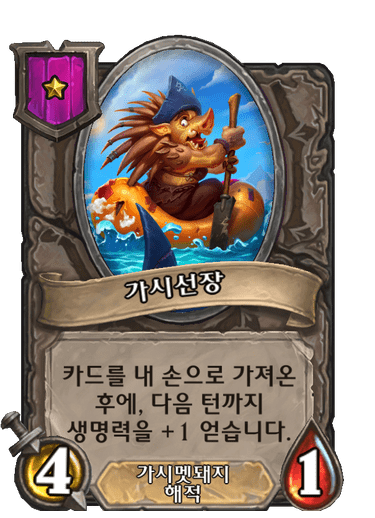 가시선장
카드를 내 손으로 가져온
후에, 다음 턴까지
생명력을 +1 얻습니다.
4
가시멧돼지
해적
1